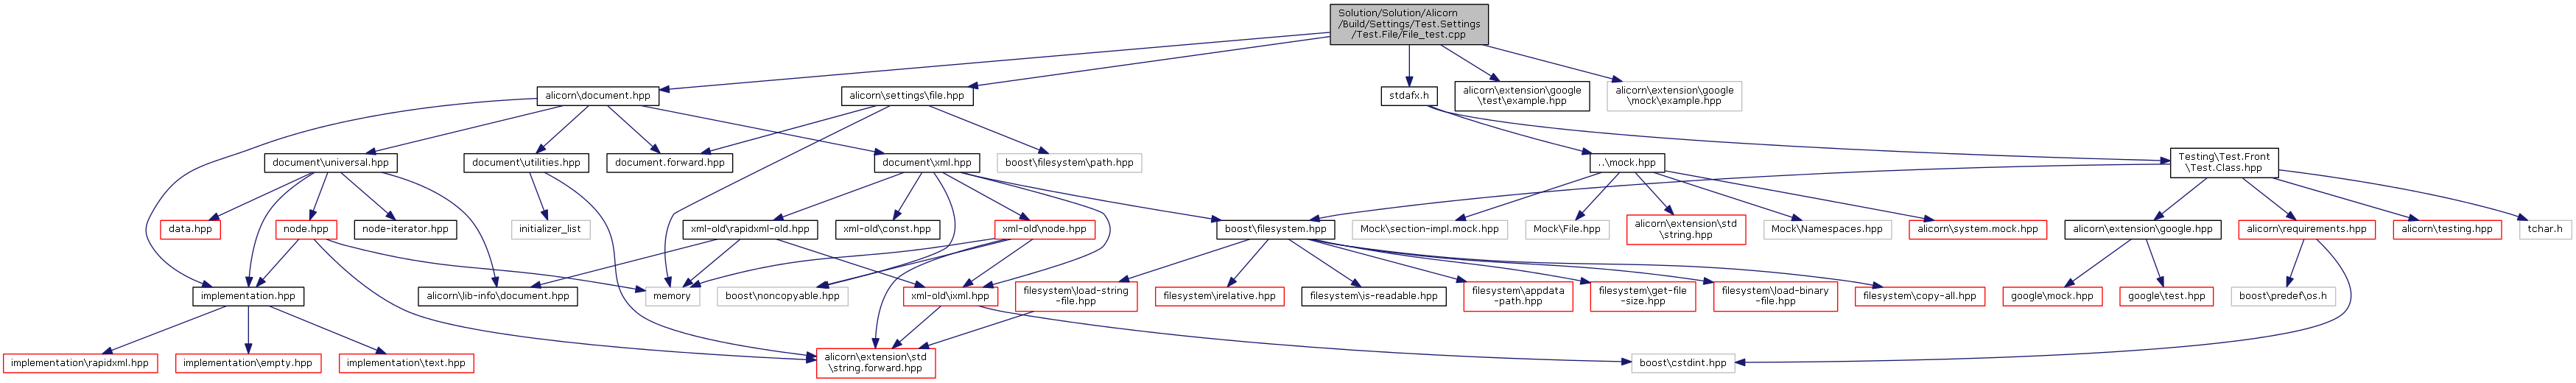 Solution/Solution/Alicorn
/Build/Settings/Test.Settings
/Test.File/File_test.cpp
alicorn\document.hpp
alicorn\settings\file.hpp
stdafx.h
alicorn\extension\google
\test\example.hpp
alicorn\extension\google
\mock\example.hpp
document\universal.hpp
document\utilities.hpp
document.forward.hpp
document\xml.hpp
boost\filesystem\path.hpp
..\mock.hpp
Testing\Test.Front
\Test.Class.hpp
data.hpp
node.hpp
node-iterator.hpp
initializer_list
xml-old\rapidxml-old.hpp
xml-old\const.hpp
xml-old\node.hpp
boost\filesystem.hpp
Mock\section-impl.mock.hpp
Mock\File.hpp
alicorn\extension\std
\string.hpp
Mock\Namespaces.hpp
alicorn\system.mock.hpp
alicorn\extension\google.hpp
alicorn\requirements.hpp
alicorn\testing.hpp
tchar.h
implementation.hpp
alicorn\lib-info\document.hpp
memory
boost\noncopyable.hpp
xml-old\ixml.hpp
filesystem\load-string
-file.hpp
filesystem\irelative.hpp
filesystem\is-readable.hpp
filesystem\appdata
-path.hpp
filesystem\get-file
-size.hpp
filesystem\load-binary
-file.hpp
filesystem\copy-all.hpp
google\mock.hpp
google\test.hpp
boost\predef\os.h
implementation\rapidxml.hpp
implementation\empty.hpp
implementation\text.hpp
alicorn\extension\std
\string.forward.hpp
boost\cstdint.hpp